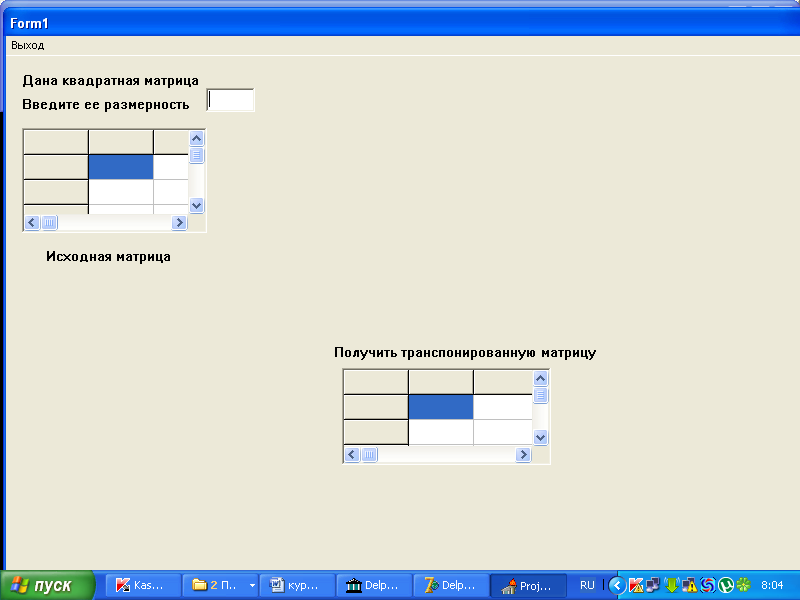 Form1
Выход
Дана квадратная матрица
Введите ее размерность
Исходная матрица
Получить транспонированную матрицу
пуск
Kas...
2 П..
кур...
Delp...
Delp...
Proj...
RU
8:04